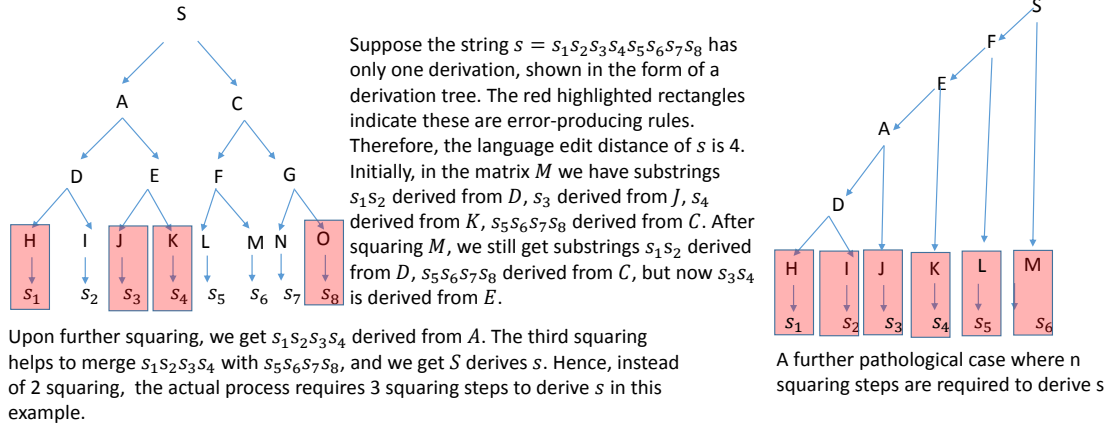 S
A C
D E F G
H I J K L M N O
s₁ s₂ s₃ s₄ s₅ s₆ s₇ s₈
Suppose the string s = s₁s₂s₃s₄s₅s₆s₇s₈ has
only one derivation, shown in the form of a
derivation tree. The red highlighted rectangles
indicate these are error-producing rules.
Therefore, the language edit distance of s is 4.
Initially, in the matrix M we have substrings
s₁s₂ derived from D, s₃ derived from J, s₄
derived from K, s₅s₆s₇s₈ derived from C. After
squaring M, we still get substrings s₁s₂ derived
from D, s₅s₆s₇s₈ derived from C, but now s₃s₄
is derived from E.
Upon further squaring, we get s₁s₂s₃s₄ derived from A. The third squaring
helps to merge s₁s₂s₃s₄ with s₅s₆s₇s₈, and we get S derives s. Hence, instead
of 2 squaring, the actual process requires 3 squaring steps to derive s in this
example.
S
F
E
A
D
H I J K L M
s₁ s₂ s₃ s₄ s₅ s₆
A further pathological case where n
squaring steps are required to derive s